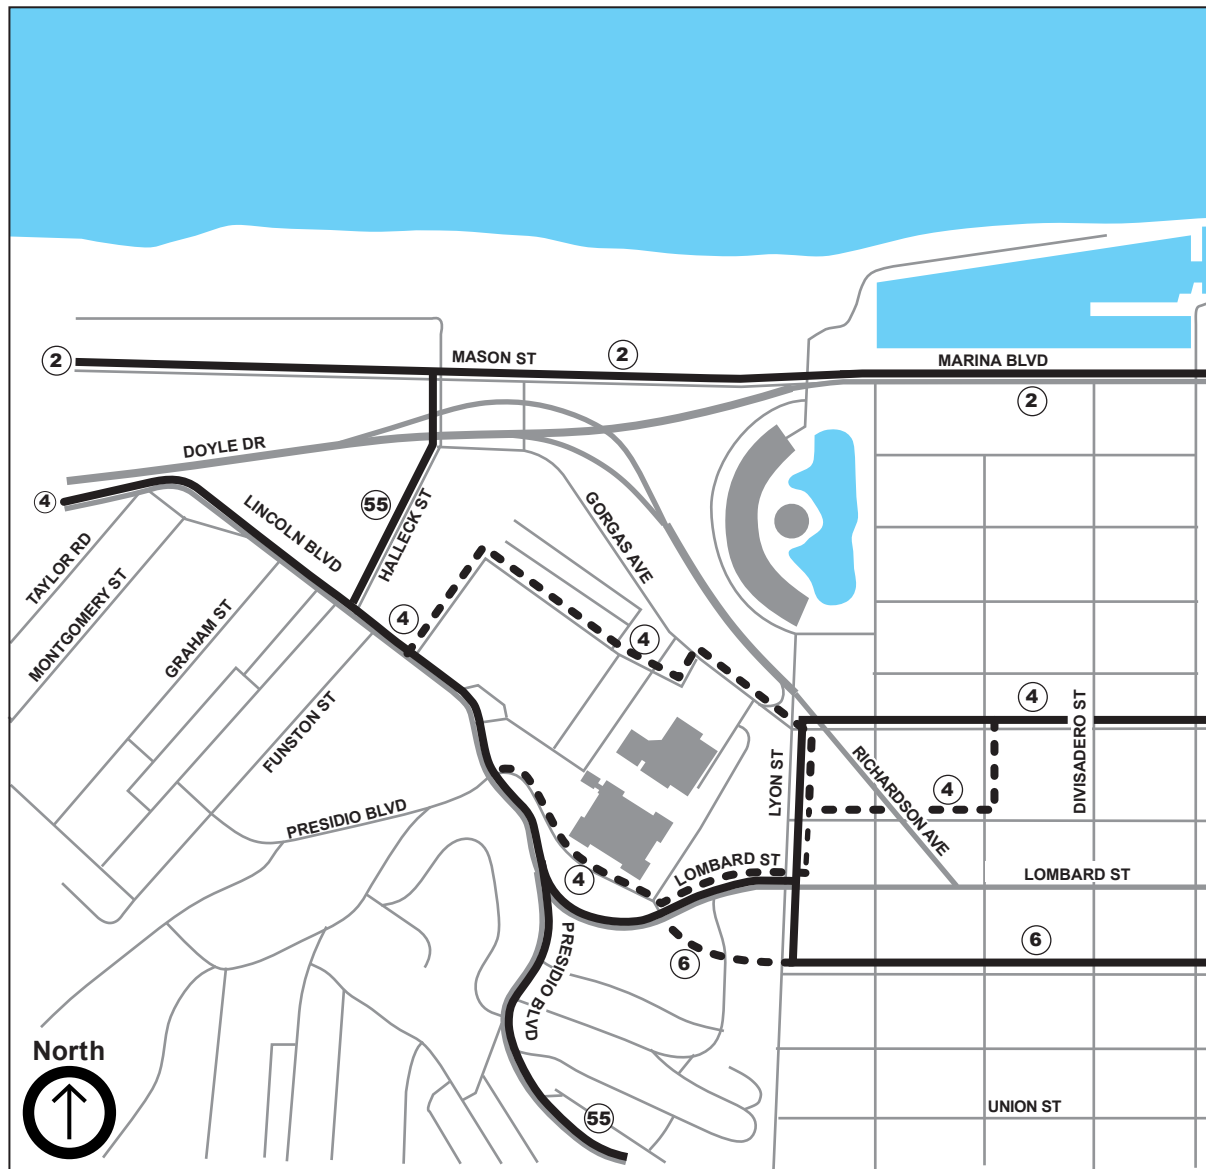 2
MASON ST
2
MARINA BLVD
2
DOYLE DR
4
LINCOLN BLVD
55
HALLECK ST
GORGAS AVE
TAYLOR RD
MONTGOMERY ST
GRAHAM ST
FUNSTON ST
4
4
4
DIVISADERO ST
LYON ST
RICHARDSON AVE
4
PRESIDIO BLVD
4
LOMBARD ST
LOMBARD ST
6
6
PRESIDIO BLVD
North
UNION ST
55